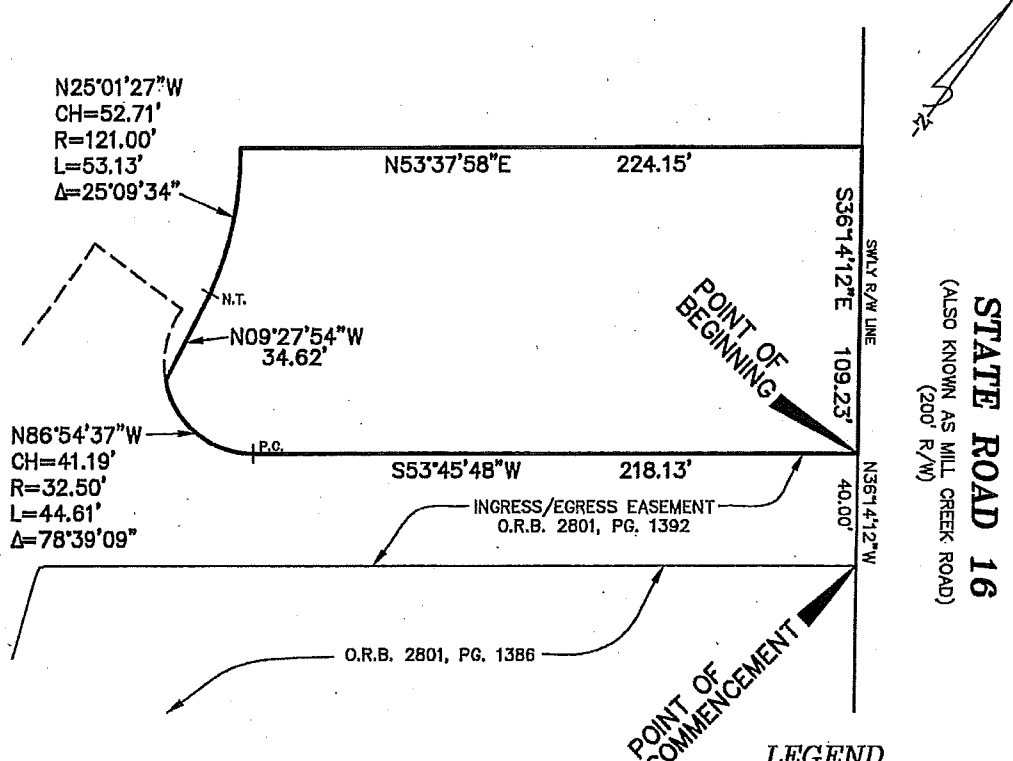 N25°01'27"W
CH=52.71'
R=121.00'
L=53.13'
Δ=25°09'34"
N53°37'58"E 224.15'
S36°14'12"E 109.23'
SWLY R/W LINE
STATE ROAD 16
(ALSO KNOWN AS MILL CREEK ROAD)
(200' R/W)
N
N.T.
N09°27'54"W
34.62'
POINT OF
BEGINNING
N86°54'37"W
CH=41.19'
R=32.50'
L=44.61'
Δ=78°39'09"
P.C.
S53°45'48"W 218.13'
N36°14'12"W
40.00'
INGRESS/EGRESS EASEMENT
O.R.B. 2801, PG. 1392
O.R.B. 2801, PG. 1386
POINT OF
COMMENCEMENT
LEGEND